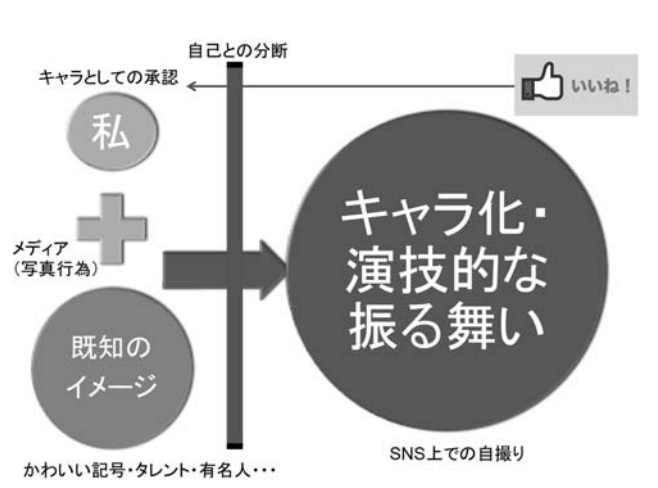 自己との分断
キャラとしての承認
いいね！
私
キャラ化・
演技的な
振る舞い
メディア
（写真行為）
既知の
イメージ
SNS上での自撮り
かわいい記号・タレント・有名人・・・